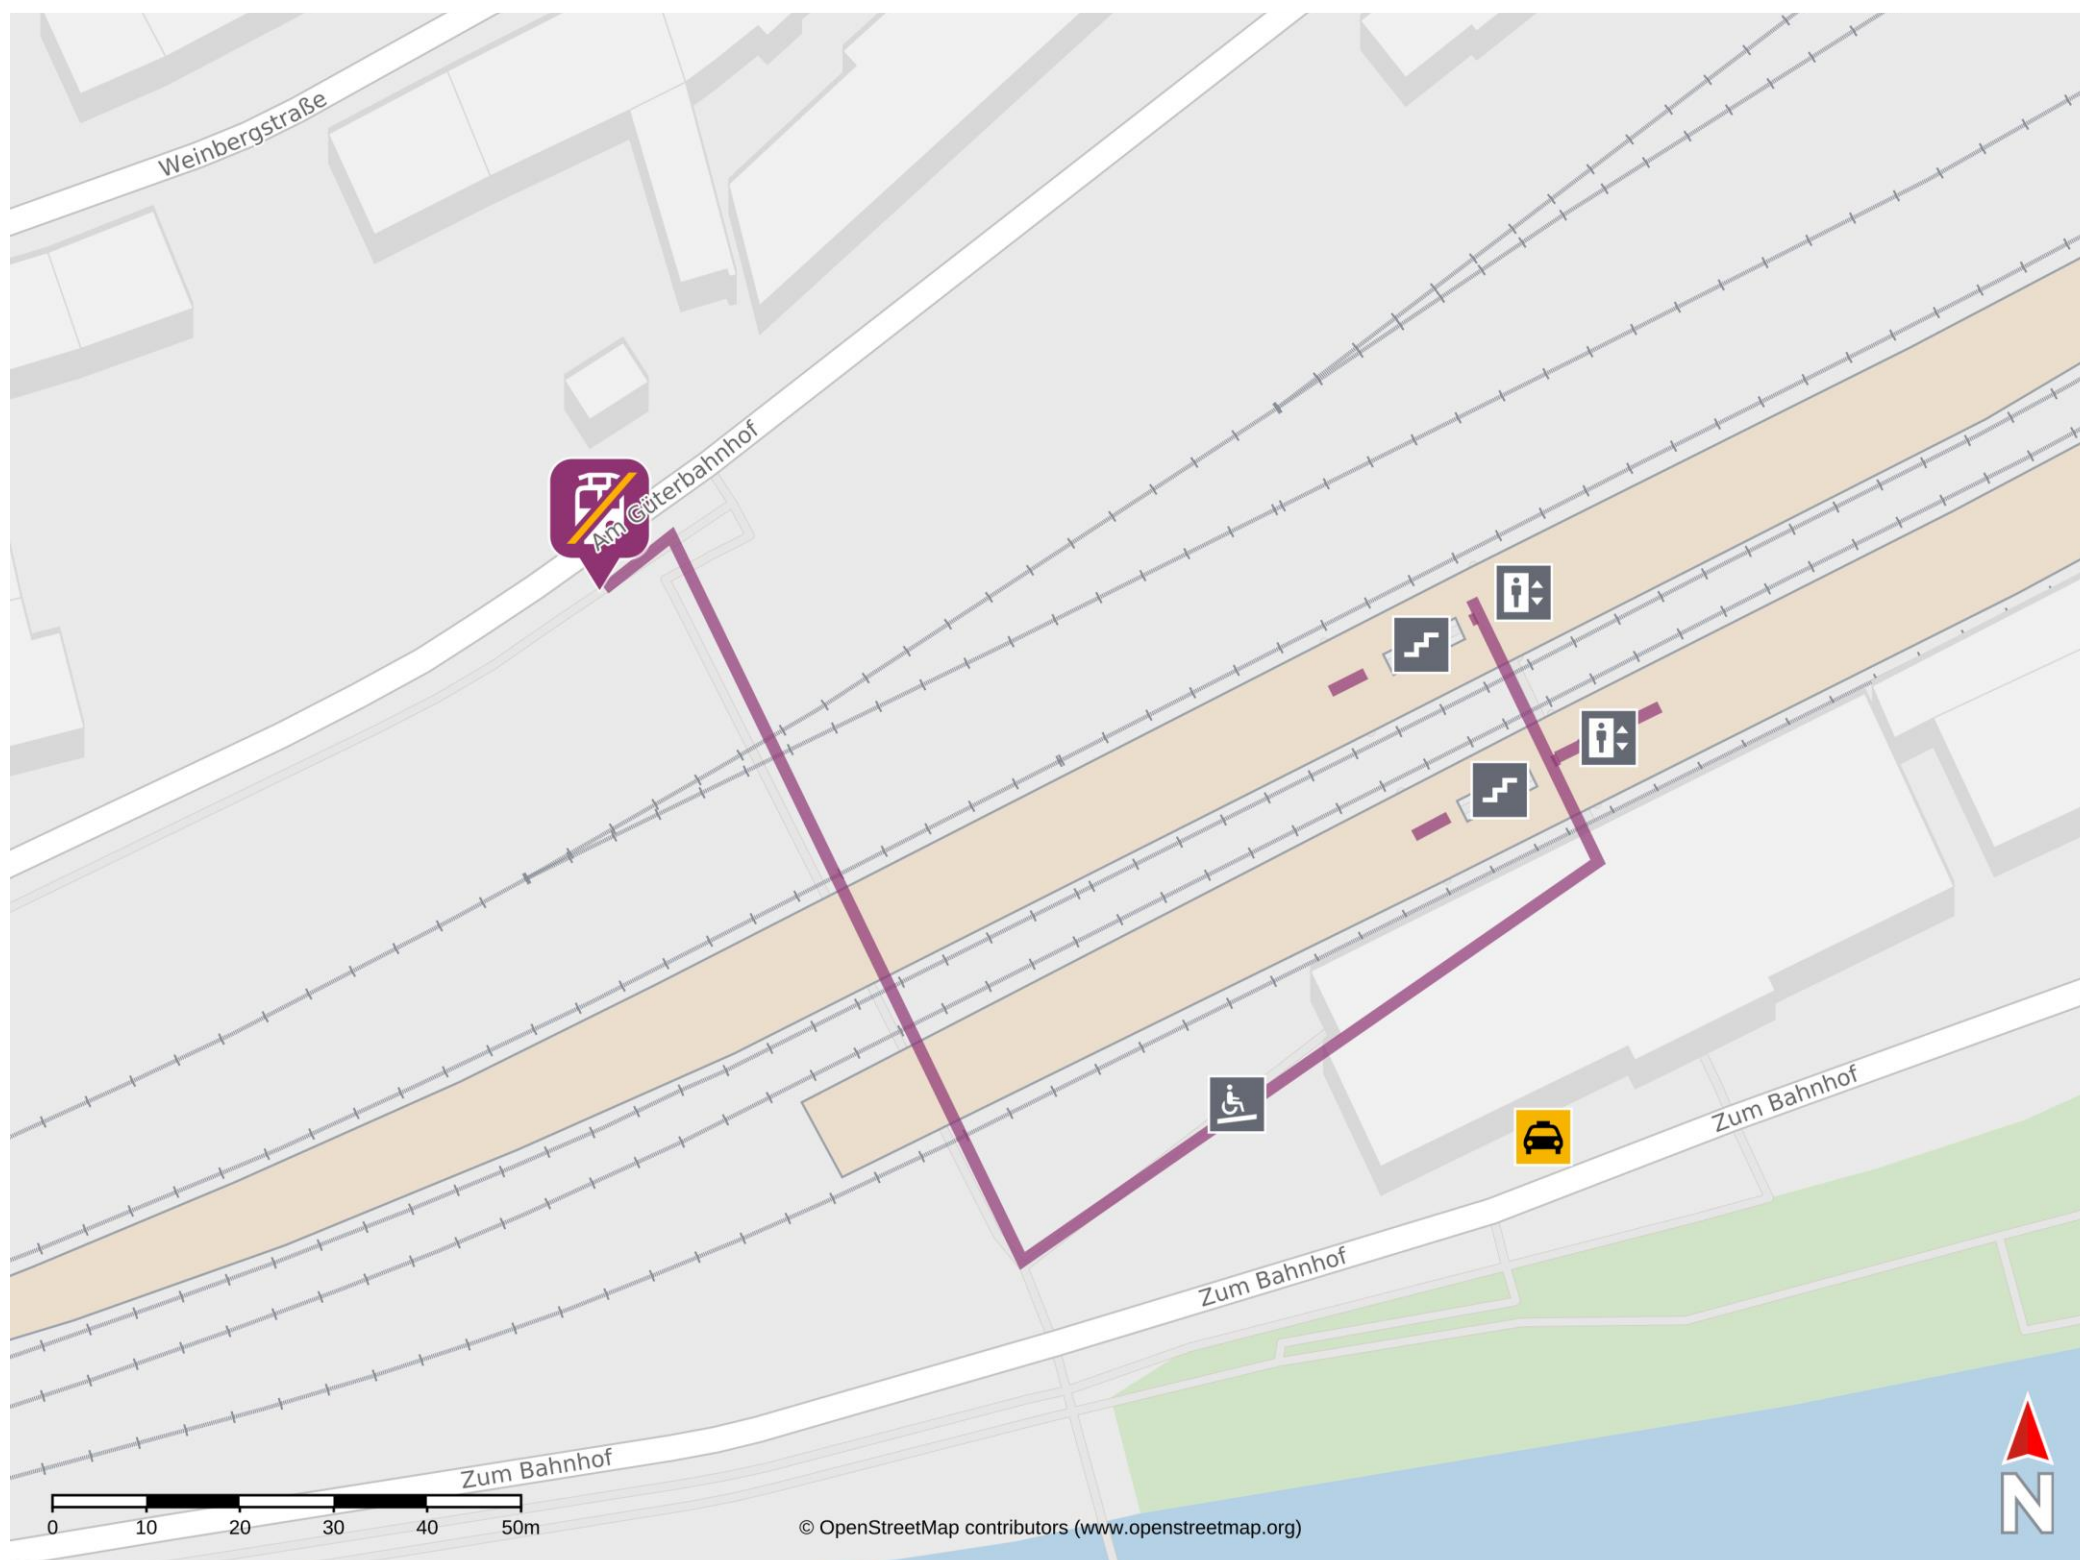 Weinbergstraße
Am Güterbahnhof
Zum Bahnhof
Zum Bahnhof
Zum Bahnhof
0 10 20 30 40 50m
© OpenStreetMap contributors (www.openstreetmap.org)
N